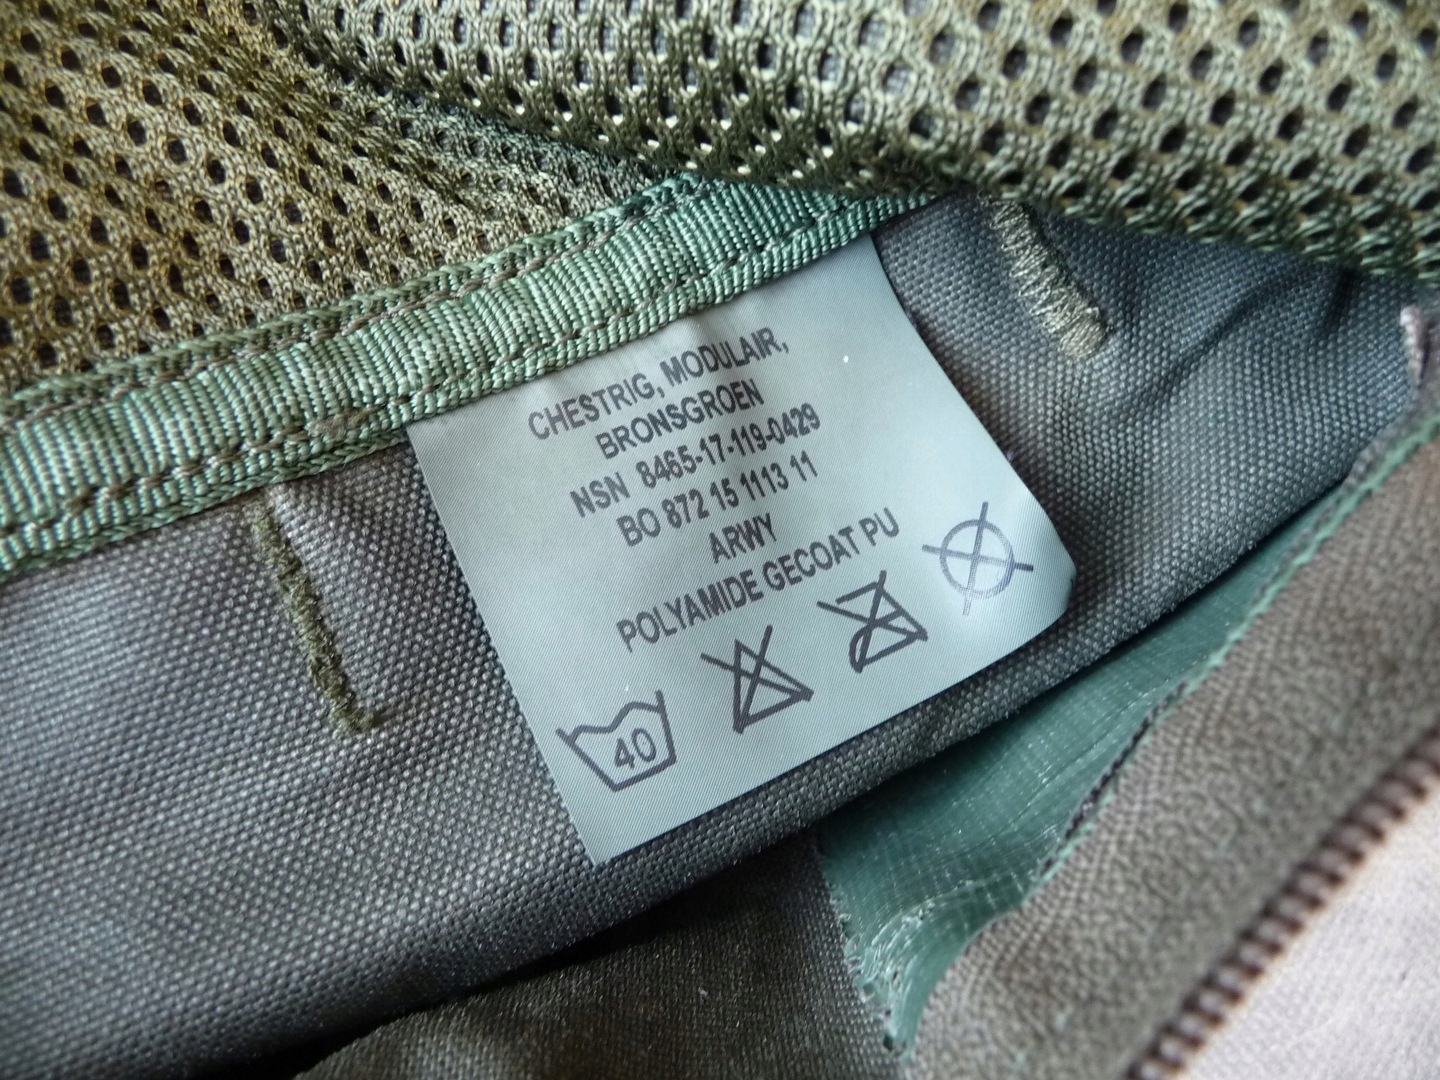 CHESTRIG, MODULAIR,
BRONSGROEN
NSN 8465-17-119-0429
BO 872 15 1113 11
ARWY
POLYAMIDE GECOAT PU
40